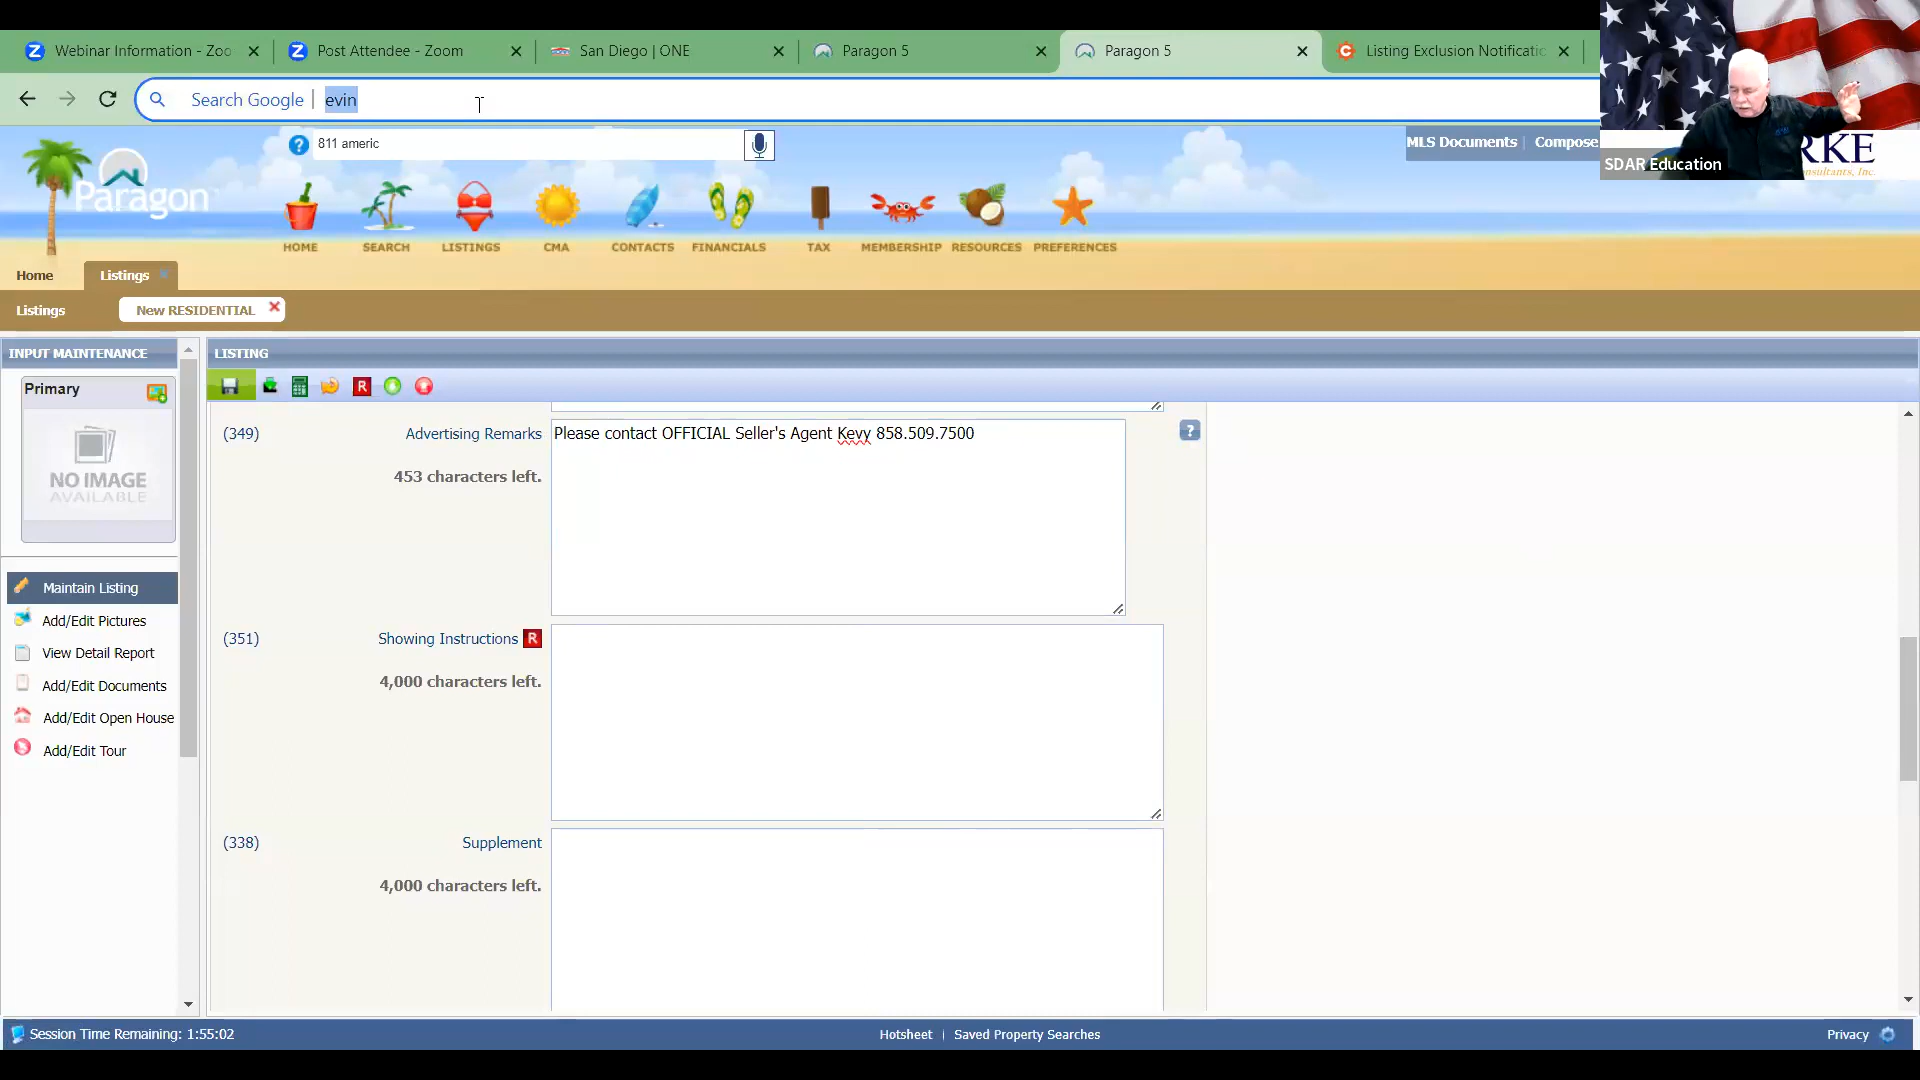 Webinar Information - Zoo
Post Attendee - Zoom
San Diego | ONE
Paragon 5
Paragon 5
Listing Exclusion Notificatio
Search Google | evin
811 americ
MLS Documents | Compose
RKE
onsultants, Inc.
SDAR Education
Paragon
HOME
SEARCH
LISTINGS
CMA
CONTACTS
FINANCIALS
TAX
MEMBERSHIP
RESOURCES
PREFERENCES
Home
Listings
Listings
New RESIDENTIAL
INPUT MAINTENANCE
LISTING
Primary
NO IMAGE
AVAILABLE
Maintain Listing
Add/Edit Pictures
View Detail Report
Add/Edit Documents
Add/Edit Open House
Add/Edit Tour
(349) Advertising Remarks Please contact OFFICIAL Seller's Agent Kevy 858.509.7500
453 characters left.
(351) Showing Instructions R
4,000 characters left.
(338) Supplement
4,000 characters left.
Session Time Remaining: 1:55:02
Hotsheet | Saved Property Searches
Privacy